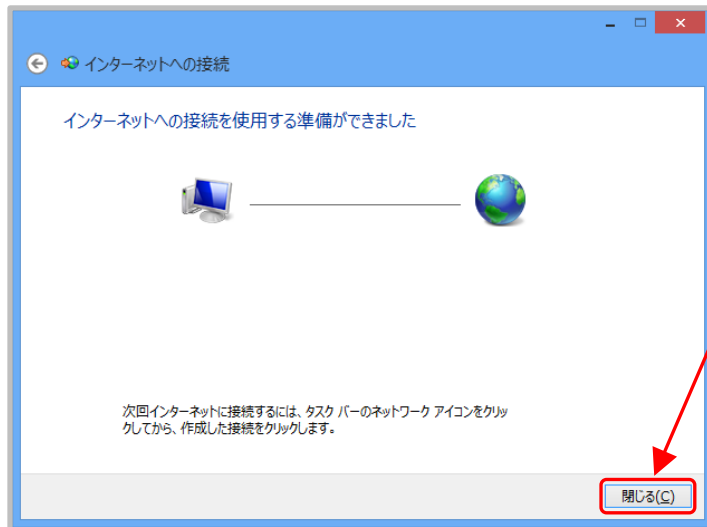 インターネットへの接続
インターネットへの接続を使用する準備ができました
次回インターネットに接続するには、タスク バーのネットワーク アイコンをクリッ
クしてから、作成した接続をクリックします。
閉じる(C)